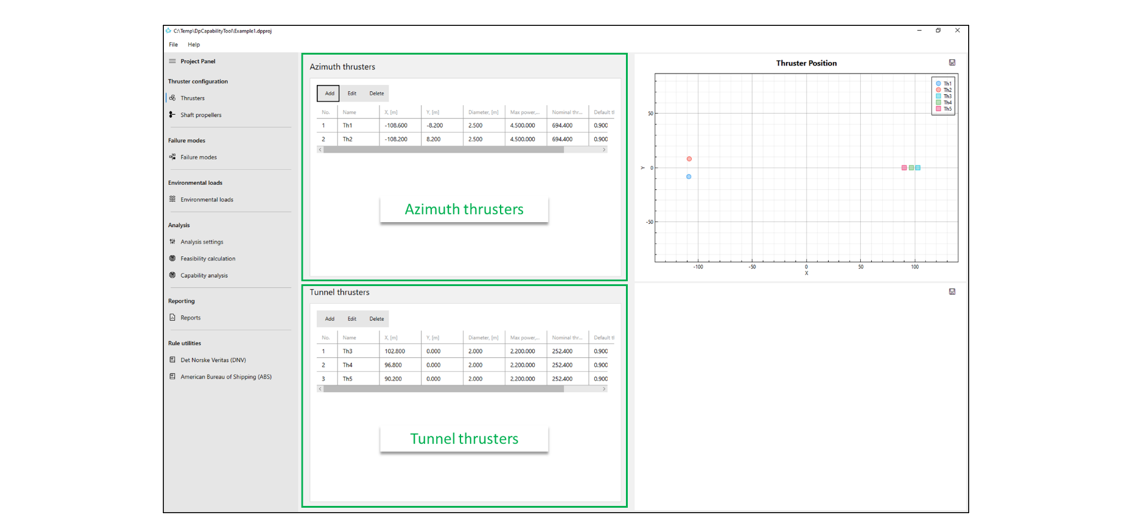 C:\Temp\DpCapabilityTool\Example1.dpproj
File Help
Project Panel
Thruster configuration
Thrusters
Shaft propellers
Failure modes
Failure modes
Environmental loads
Environmental loads
Analysis
Analysis settings
Feasibility calculation
Capability analysis
Reporting
Reports
Rule utilities
Det Norske Veritas (DNV)
American Bureau of Shipping (ABS)
Azimuth thrusters
Add Edit Delete
No. Name X, [m] Y, [m] Diameter, [m] Max power,... Nominal thr... Default tl
1 Th1 -108.600 -8.200 2.500 4,500.000 694.400 0.900
2 Th2 -108.200 8.200 2.500 4,500.000 694.400 0.900
Azimuth thrusters
Tunnel thrusters
Add Edit Delete
No. Name X, [m] Y, [m] Diameter, [m] Max power,... Nominal thr... Default tl
1 Th3 102.800 0.000 2.000 2,200.000 252.400 0.900
2 Th4 96.800 0.000 2.000 2,200.000 252.400 0.900
3 Th5 90.200 0.000 2.000 2,200.000 252.400 0.900
Tunnel thrusters
Thruster Position
Th1
Th2
Th3
Th4
Th5
50
Y 0
-50
-100 -50 0 50 100
X